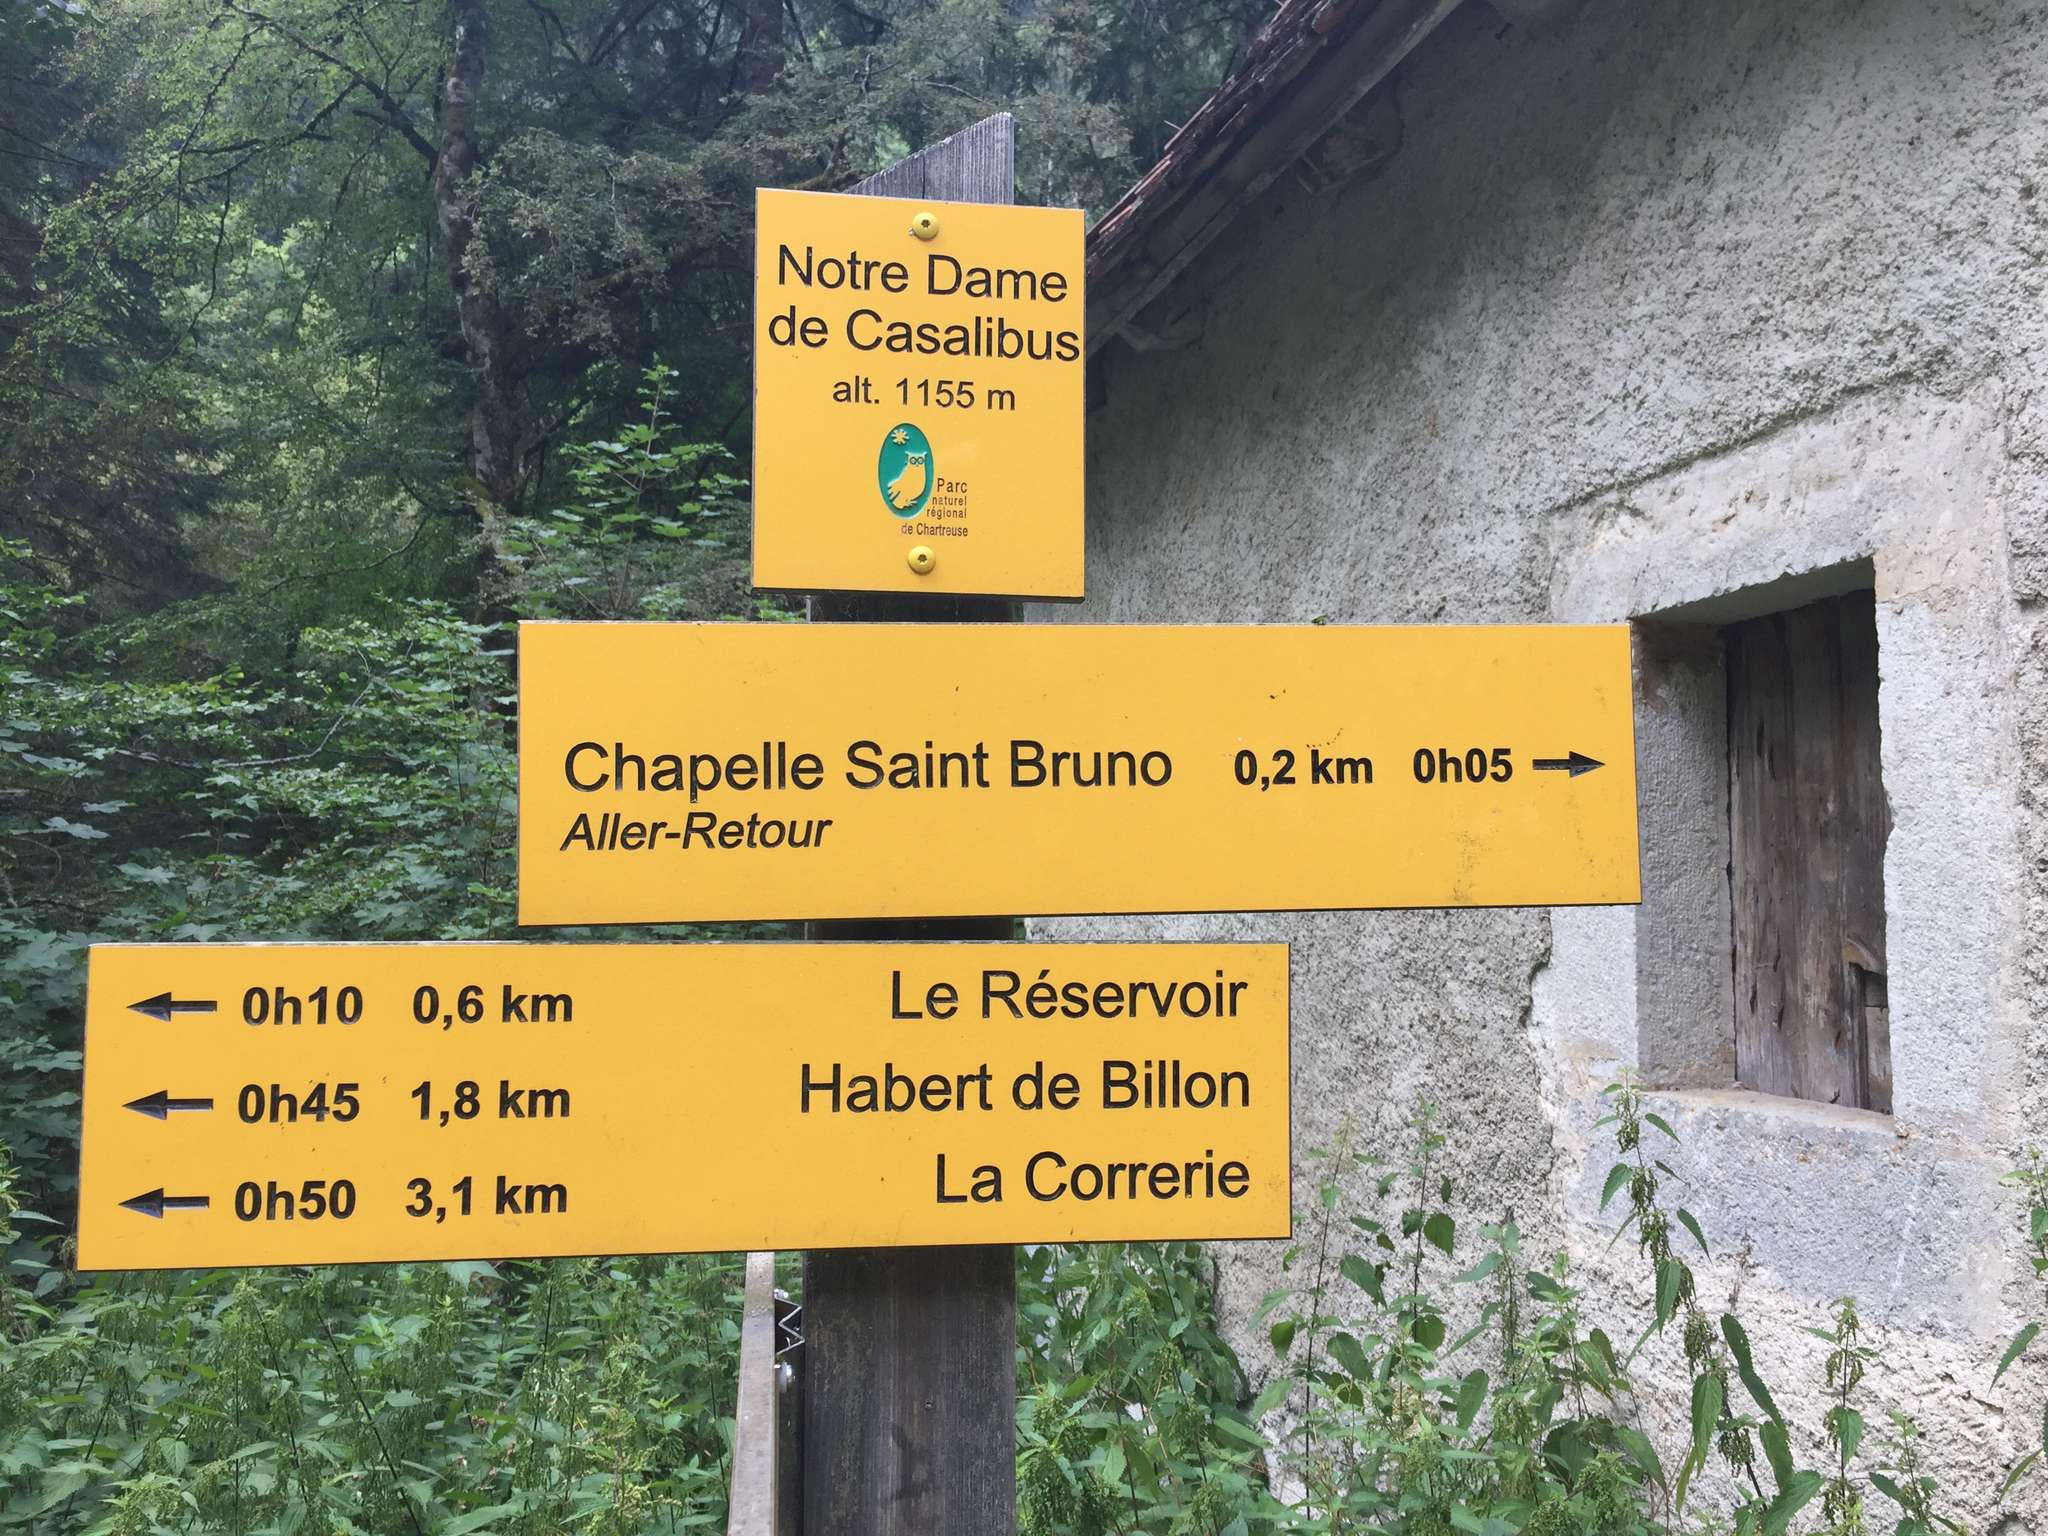 Notre Dame
de Casalibus
alt. 1155 m
Parc
naturel
régional
de Chartreuse
Chapelle Saint Bruno 0,2 km 0h05 →
Aller-Retour
← 0h10 0,6 km Le Réservoir
← 0h45 1,8 km Habert de Billon
← 0h50 3,1 km La Correrie